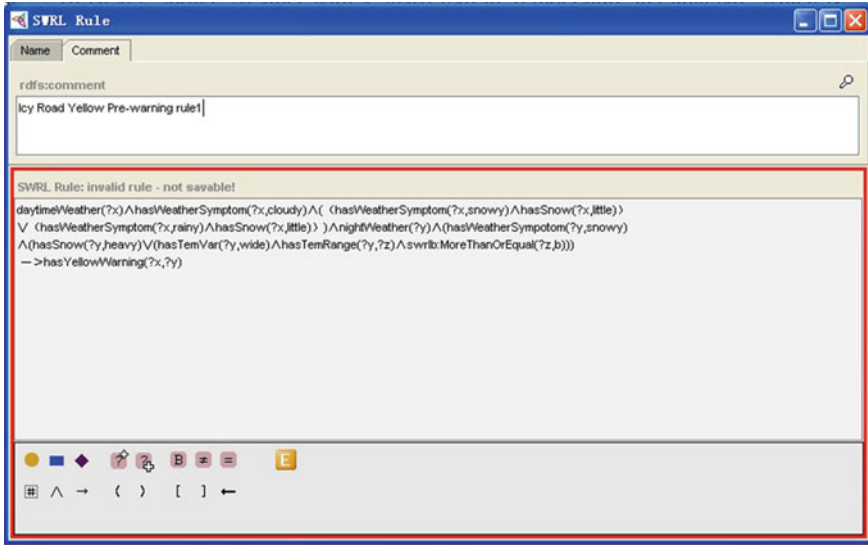 SWRL Rule
Name Comment
rdfs:comment
Icy Road Yellow Pre-warning rule1
SWRL Rule: invalid rule - not savable!
daytimeWeather(?x)∧hasWeatherSymptom(?x,cloudy)∧( 〈hasWeatherSymptom(?x,snowy)∧hasSnow(?x,little)〉
∨ 〈hasWeatherSymptom(?x,rainy)∧hasSnow(?x,little)〉 )∧nightWeather(?y)∧(hasWeatherSympotom(?y,snowy)
∧(hasSnow(?y,heavy)∨(hasTemVar(?y,wide)∧hasTemRange(?y,?z)∧swrlb:MoreThanOrEqual(?z,b)))
—>hasYellowWarning(?x,?y)
? ? B ≠ = E
# ∧ → ( ) [ ] ←